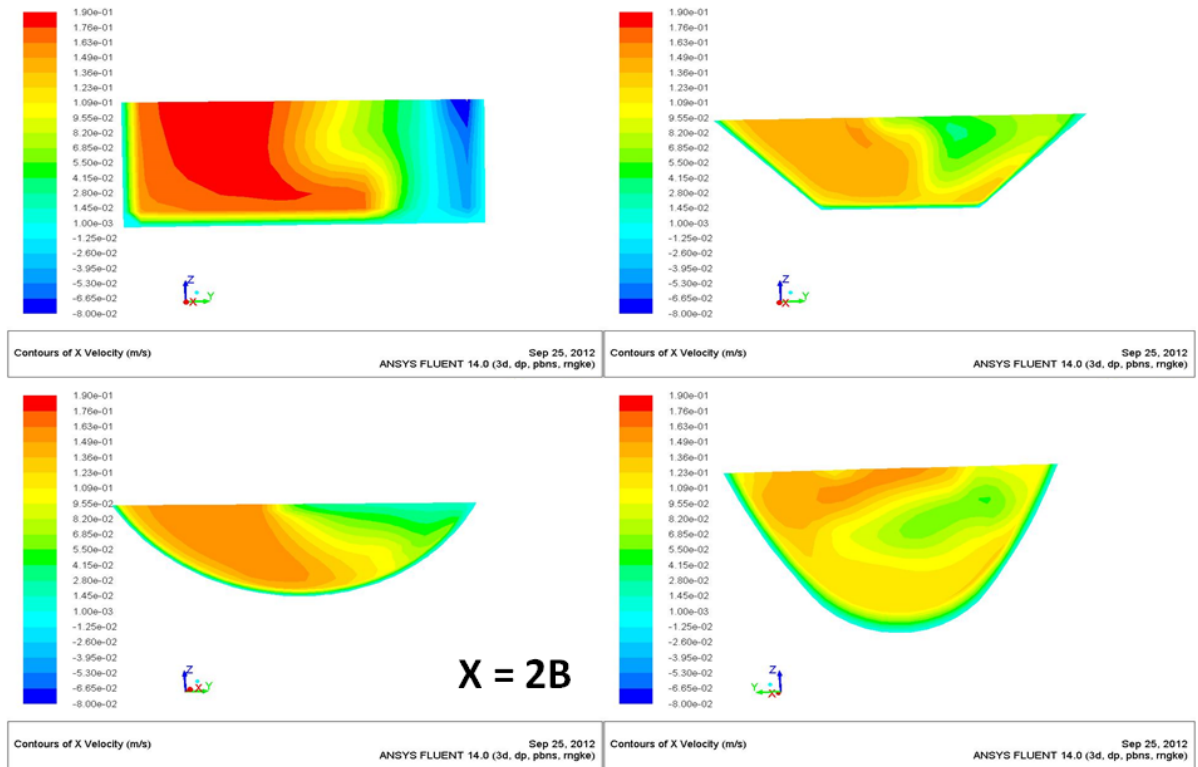 1.90e-01
1.76e-01
1.63e-01
1.49e-01
1.36e-01
1.23e-01
1.09e-01
9.55e-02
8.20e-02
6.85e-02
5.50e-02
4.15e-02
2.80e-02
1.45e-02
1.00e-03
-1.25e-02
-2.60e-02
-3.95e-02
-5.30e-02
-6.65e-02
-8.00e-02
Z
X
Y
Contours of X Velocity (m/s)
Sep 25, 2012
ANSYS FLUENT 14.0 (3d, dp, pbns, rngke)
1.90e-01
1.76e-01
1.63e-01
1.49e-01
1.36e-01
1.23e-01
1.09e-01
9.55e-02
8.20e-02
6.85e-02
5.50e-02
4.15e-02
2.80e-02
1.45e-02
1.00e-03
-1.25e-02
-2.60e-02
-3.95e-02
-5.30e-02
-6.65e-02
-8.00e-02
Z
X
Y
Contours of X Velocity (m/s)
Sep 25, 2012
ANSYS FLUENT 14.0 (3d, dp, pbns, rngke)
1.90e-01
1.76e-01
1.63e-01
1.49e-01
1.36e-01
1.23e-01
1.09e-01
9.55e-02
8.20e-02
6.85e-02
5.50e-02
4.15e-02
2.80e-02
1.45e-02
1.00e-03
-1.25e-02
-2.60e-02
-3.95e-02
-5.30e-02
-6.65e-02
-8.00e-02
Z
X
Y
X = 2B
Contours of X Velocity (m/s)
Sep 25, 2012
ANSYS FLUENT 14.0 (3d, dp, pbns, rngke)
1.90e-01
1.76e-01
1.63e-01
1.49e-01
1.36e-01
1.23e-01
1.09e-01
9.55e-02
8.20e-02
6.85e-02
5.50e-02
4.15e-02
2.80e-02
1.45e-02
1.00e-03
-1.25e-02
-2.60e-02
-3.95e-02
-5.30e-02
-6.65e-02
-8.00e-02
Z
Y
X
Contours of X Velocity (m/s)
Sep 25, 2012
ANSYS FLUENT 14.0 (3d, dp, pbns, rngke)